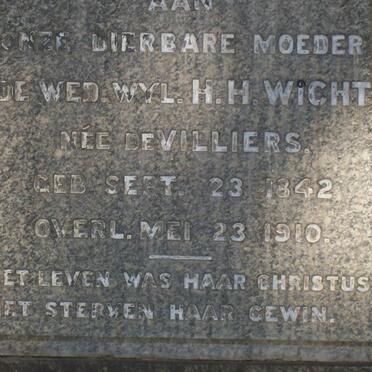 AAN
ONZE DIERBARE MOEDER
DE WED. WYL. H. H. WICHT
NÉE DEVILLIERS.
GEB SEPT. 23 1842
OVERL. MEI 23 1910.
ET LEVEN WAS HAAR CHRISTUS
ET STERVEN HAAR GEWIN.